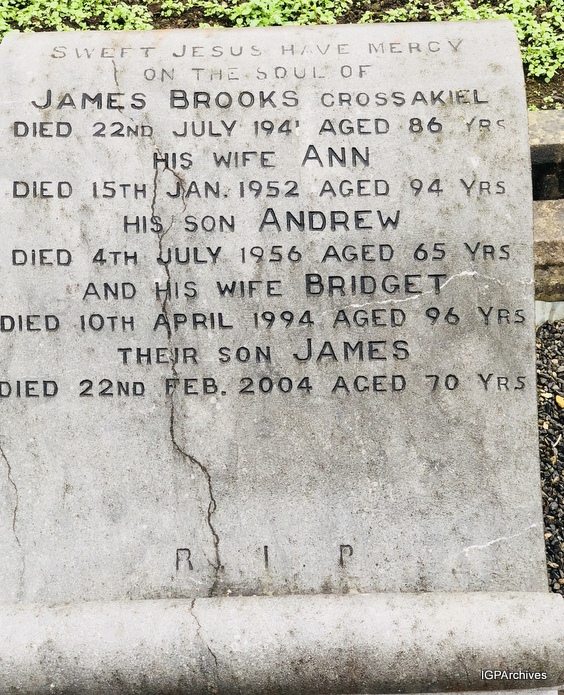 SWEET JESUS HAVE MERCY
ON THE SOUL OF
JAMES BROOKS CROSSAKIEL
DIED 22ND JULY 1941 AGED 86 YRS
HIS WIFE ANN
DIED 15TH JAN. 1952 AGED 94 YRS
HIS SON ANDREW
DIED 4TH JULY 1956 AGED 65 YRS
AND HIS WIFE BRIDGET
DIED 10TH APRIL 1994 AGED 96 YRS
THEIR SON JAMES
DIED 22ND FEB. 2004 AGED 70 YRS
R I P
IGPArchives